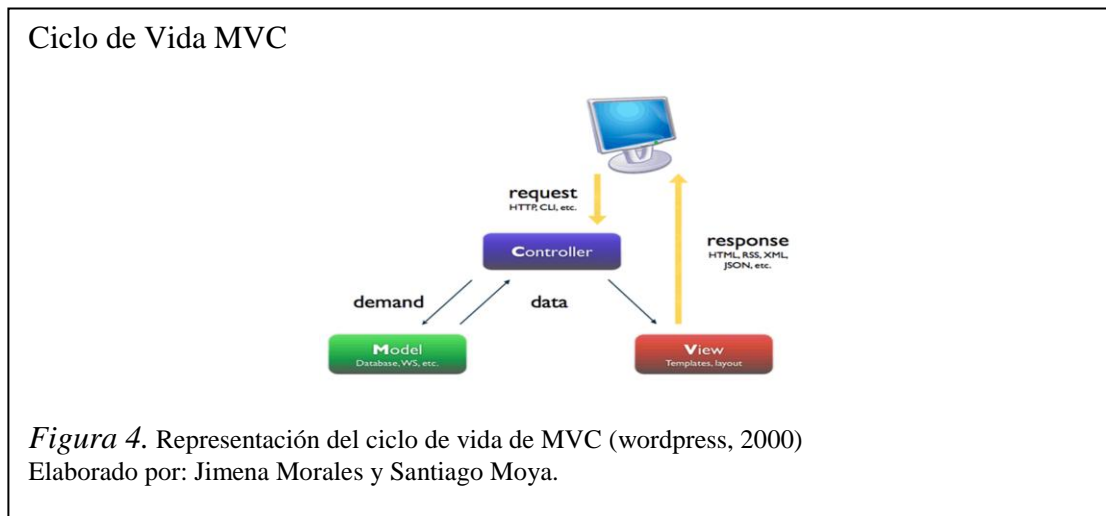 Ciclo de Vida MVC
request
HTTP, CLI, etc.
Controller
response
HTML, RSS, XML,
JSON, etc.
demand
data
Model
Database, WS, etc.
View
Templates, layout
Figura 4. Representación del ciclo de vida de MVC (wordpress, 2000)
Elaborado por: Jimena Morales y Santiago Moya.